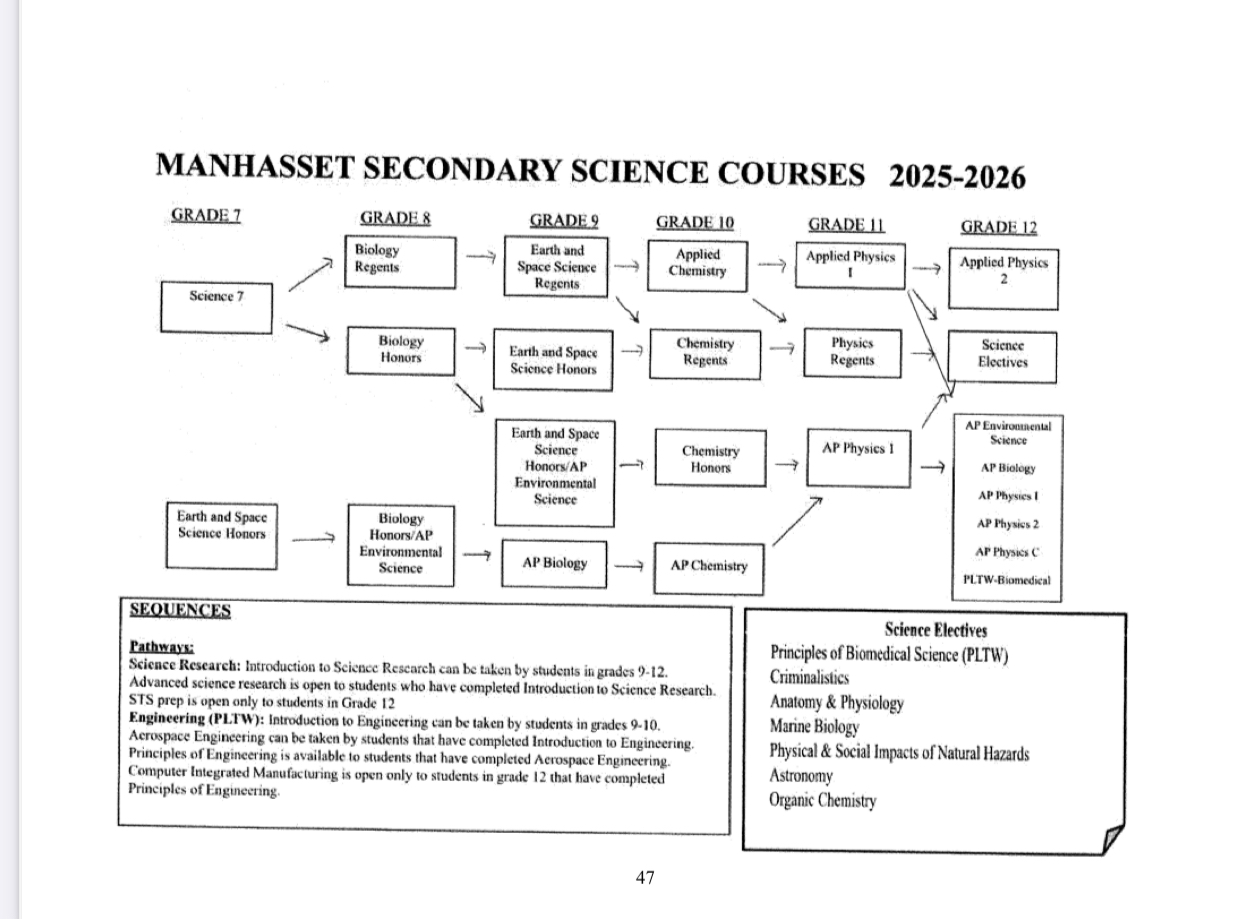 MANHASSET SECONDARY SCIENCE COURSES 2025-2026
GRADE 7
GRADE 8
GRADE 9
GRADE 10
GRADE 11
GRADE 12
Biology
Regents
Earth and
Space Science
Regents
Applied
Chemistry
Applied Physics
1
Applied Physics
2
Science 7
Biology
Honors
Earth and Space
Science Honors
Chemistry
Regents
Physics
Regents
Science
Electives
Earth and Space
Science
Honors/AP
Environmental
Science
Chemistry
Honors
AP Physics 1
AP Environmental
Science
AP Biology
AP Physics 1
AP Physics 2
AP Physics C
PLTW-Biomedical
Earth and Space
Science Honors
Biology
Honors/AP
Environmental
Science
AP Biology
AP Chemistry
SEQUENCES
Pathways:
Science Research: Introduction to Science Research can be taken by students in grades 9-12.
Advanced science research is open to students who have completed Introduction to Science Research.
STS prep is open only to students in Grade 12
Engineering (PLTW): Introduction to Engineering can be taken by students in grades 9-10.
Aerospace Engineering can be taken by students that have completed Introduction to Engineering.
Principles of Engineering is available to students that have completed Aerospace Engineering.
Computer Integrated Manufacturing is open only to students in grade 12 that have completed
Principles of Engineering.
Science Electives
Principles of Biomedical Science (PLTW)
Criminalistics
Anatomy & Physiology
Marine Biology
Physical & Social Impacts of Natural Hazards
Astronomy
Organic Chemistry
47